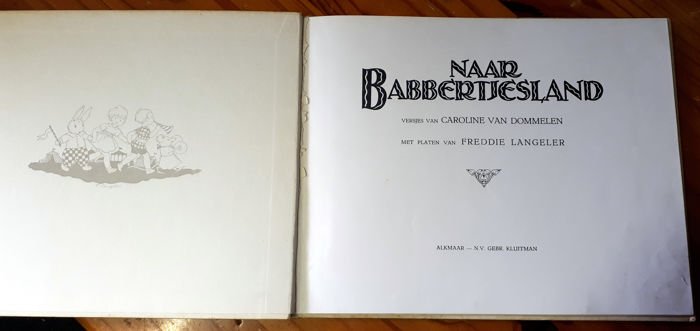 NAAR
BABBERTJESLAND
VERSJES VAN CAROLINE VAN DOMMELEN
MET PLATEN VAN FREDDIE LANGELER
ALKMAAR — N.V. GEBR. KLUITMAN